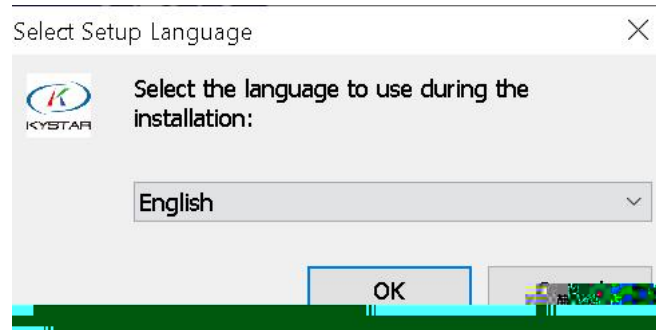 Select Setup Language
KYSTAR
Select the language to use during the
installation:
English
OK